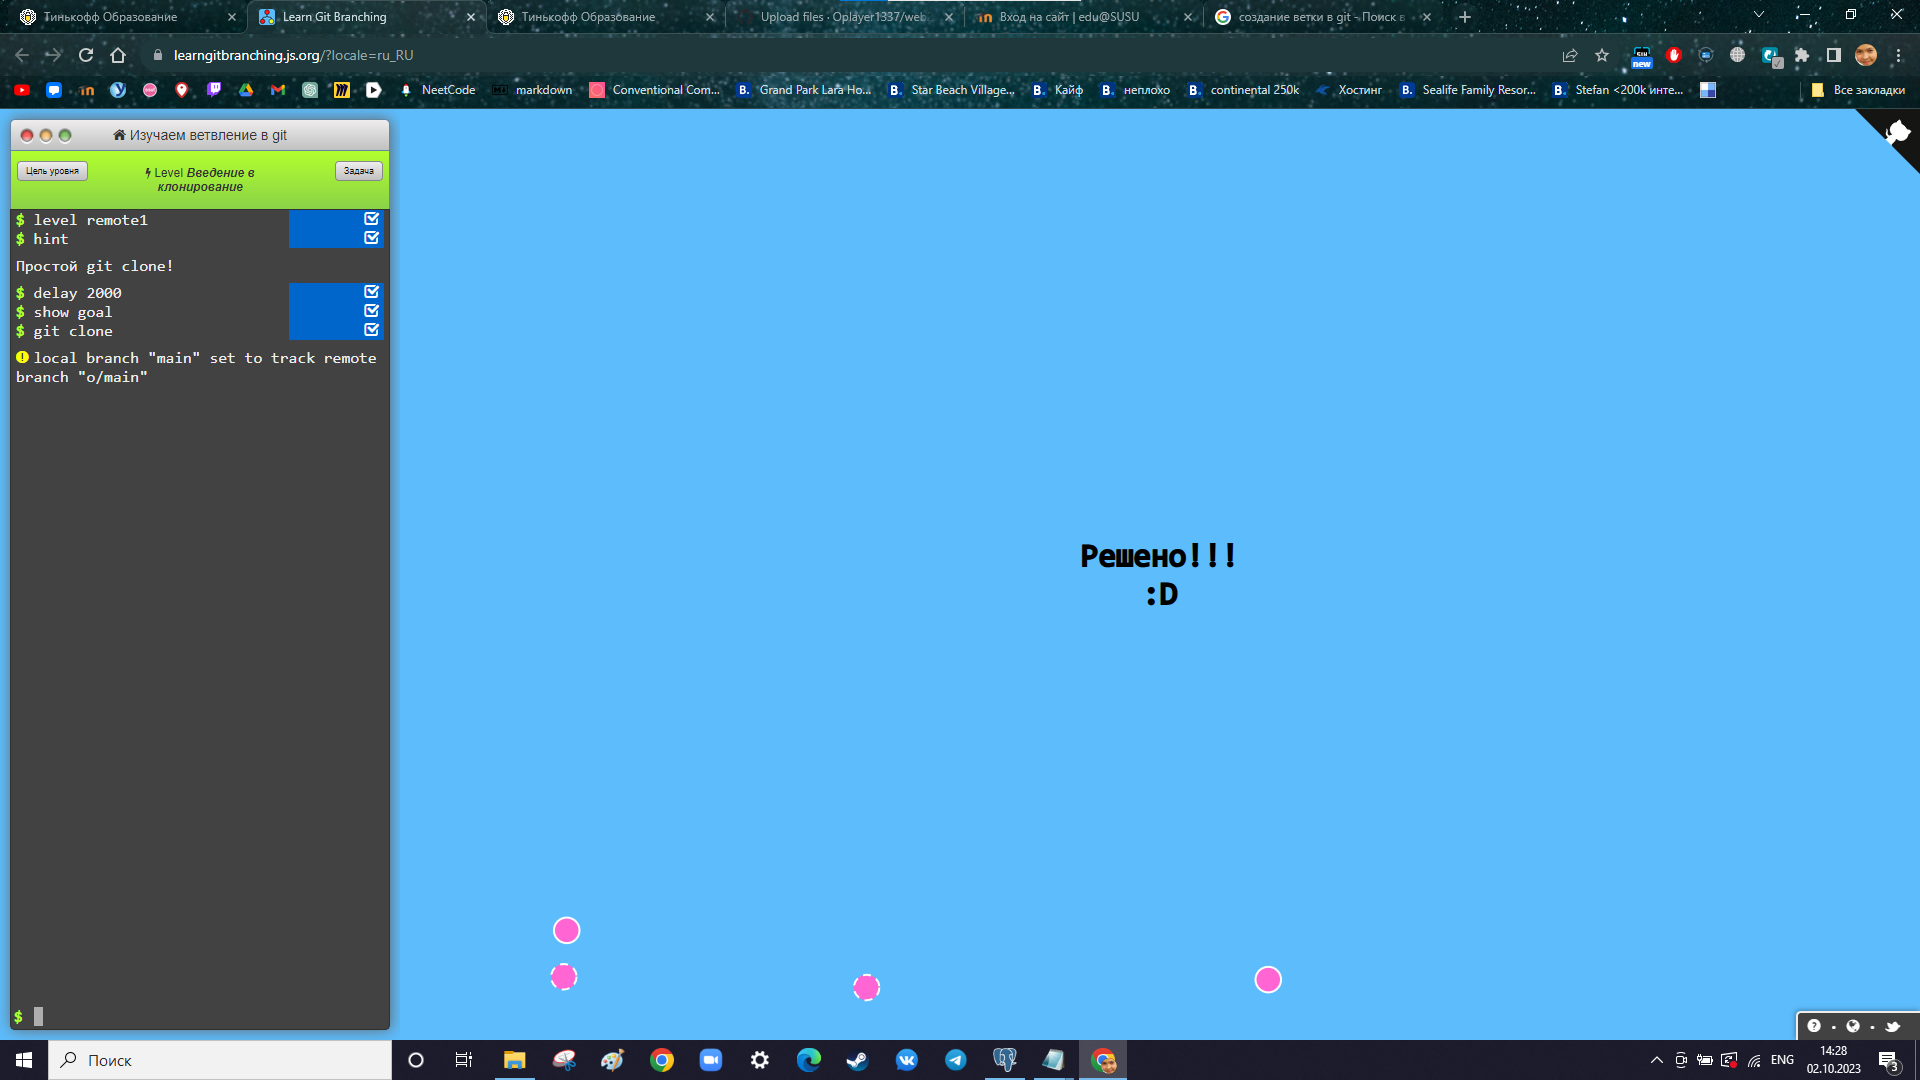 Тинькофф Образование
Learn Git Branching
Тинькофф Образование
Upload files · Oplayer1337/web
Вход на сайт | edu@SUSU
создание ветки в git - Поиск в
learngitbranching.js.org/?locale=ru_RU
new
NeetCode
markdown
Conventional Com...
B. Grand Park Lara Ho...
B. Star Beach Village...
B. Кайф
B. неплохо
B. continental 250k
Хостинг
B. Sealife Family Resor...
B. Stefan <200k инте...
Все закладки
Изучаем ветвление в git
Цель уровня
Level Введение в
клонирование
Задача
$ level remote1
$ hint
Простой git clone!
$ delay 2000
$ show goal
$ git clone
local branch "main" set to track remote
branch "o/main"
Решено!!!
:D
$
Поиск
ENG
14:28
02.10.2023
3